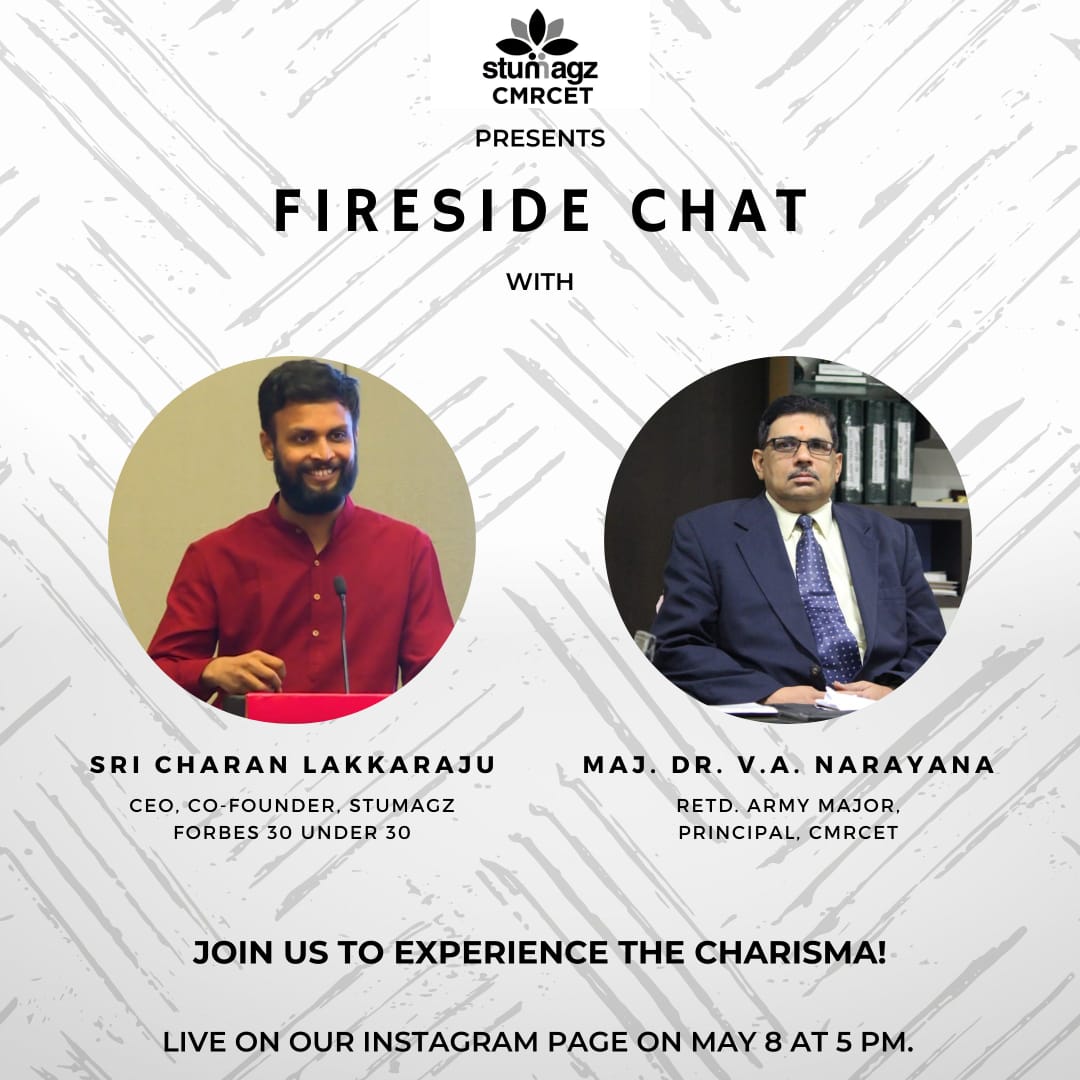 stumagz
CMRCET
PRESENTS
FIRESIDE CHAT
WITH
SRI CHARAN LAKKARAJU
CEO, CO-FOUNDER, STUMAGZ
FORBES 30 UNDER 30
MAJ. DR. V.A. NARAYANA
RETD. ARMY MAJOR,
PRINCIPAL, CMRCET
JOIN US TO EXPERIENCE THE CHARISMA!
LIVE ON OUR INSTAGRAM PAGE ON MAY 8 AT 5 PM.